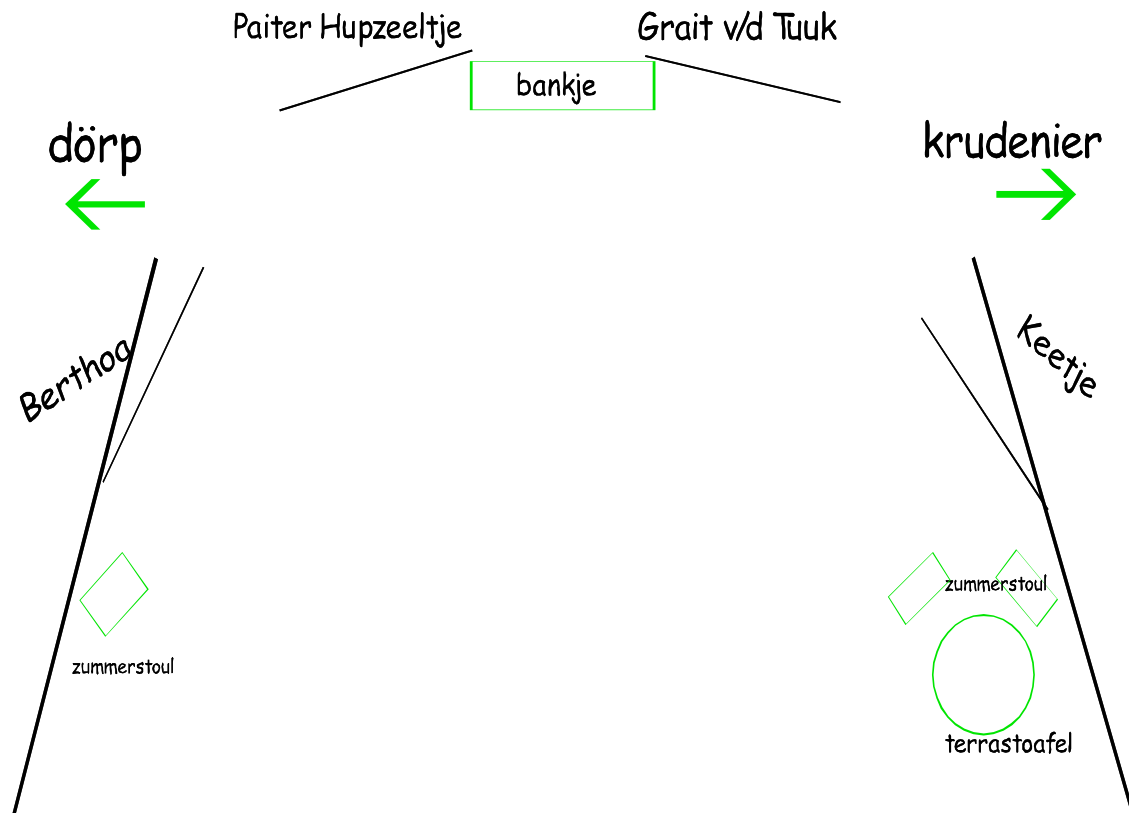 Paiter Hupzeeltje
Grait v/d Tuuk
bankje
dörp
krudenier
Berthoa
Keetje
zummerstoul
zummerstoul
terrastoafel